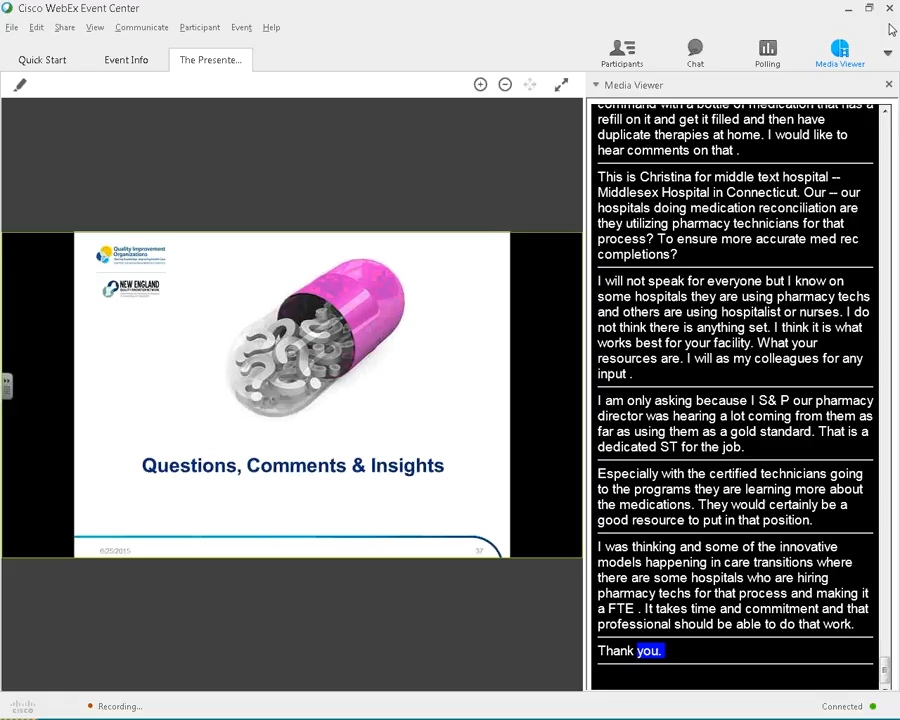 Cisco WebEx Event Center
File Edit Share View Communicate Participant Event Help
Quick Start Event Info The Presente...
Participants Chat Polling Media Viewer
Media Viewer
command with a bottle of medication that has a
refill on it and get it filled and then have
duplicate therapies at home. I would like to
hear comments on that .
This is Christina for middle text hospital --
Middlesex Hospital in Connecticut. Our -- our
hospitals doing medication reconciliation are
they utilizing pharmacy technicians for that
process? To ensure more accurate med rec
completions?
I will not speak for everyone but I know on
some hospitals they are using pharmacy techs
and others are using hospitalist or nurses. I do
not think there is anything set. I think it is what
works best for your facility. What your
resources are. I will as my colleagues for any
input .
I am only asking because I S& P our pharmacy
director was hearing a lot coming from them as
far as using them as a gold standard. That is a
dedicated ST for the job.
Especially with the certified technicians going
to the programs they are learning more about
the medications. They would certainly be a
good resource to put in that position.
I was thinking and some of the innovative
models happening in care transitions where
there are some hospitals who are hiring
pharmacy techs for that process and making it
a FTE . It takes time and commitment and that
professional should be able to do that work.
Thank you.
Quality Improvement
Organizations
NEW ENGLAND
Questions, Comments & Insights
6/25/2015 37
cisco Recording... Connected